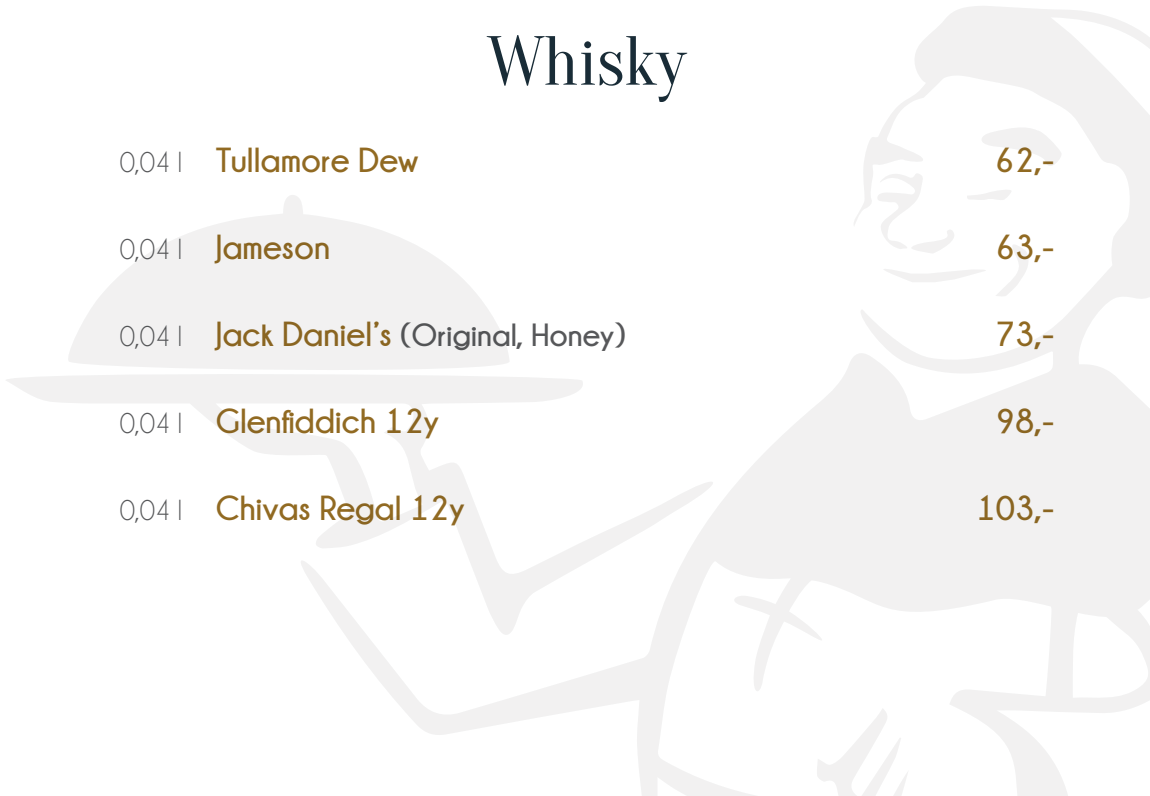 Whisky
0,04 l Tullamore Dew 62,-
0,04 l Jameson 63,-
0,04 l Jack Daniel’s (Original, Honey) 73,-
0,04 l Glenfiddich 12y 98,-
0,04 l Chivas Regal 12y 103,-